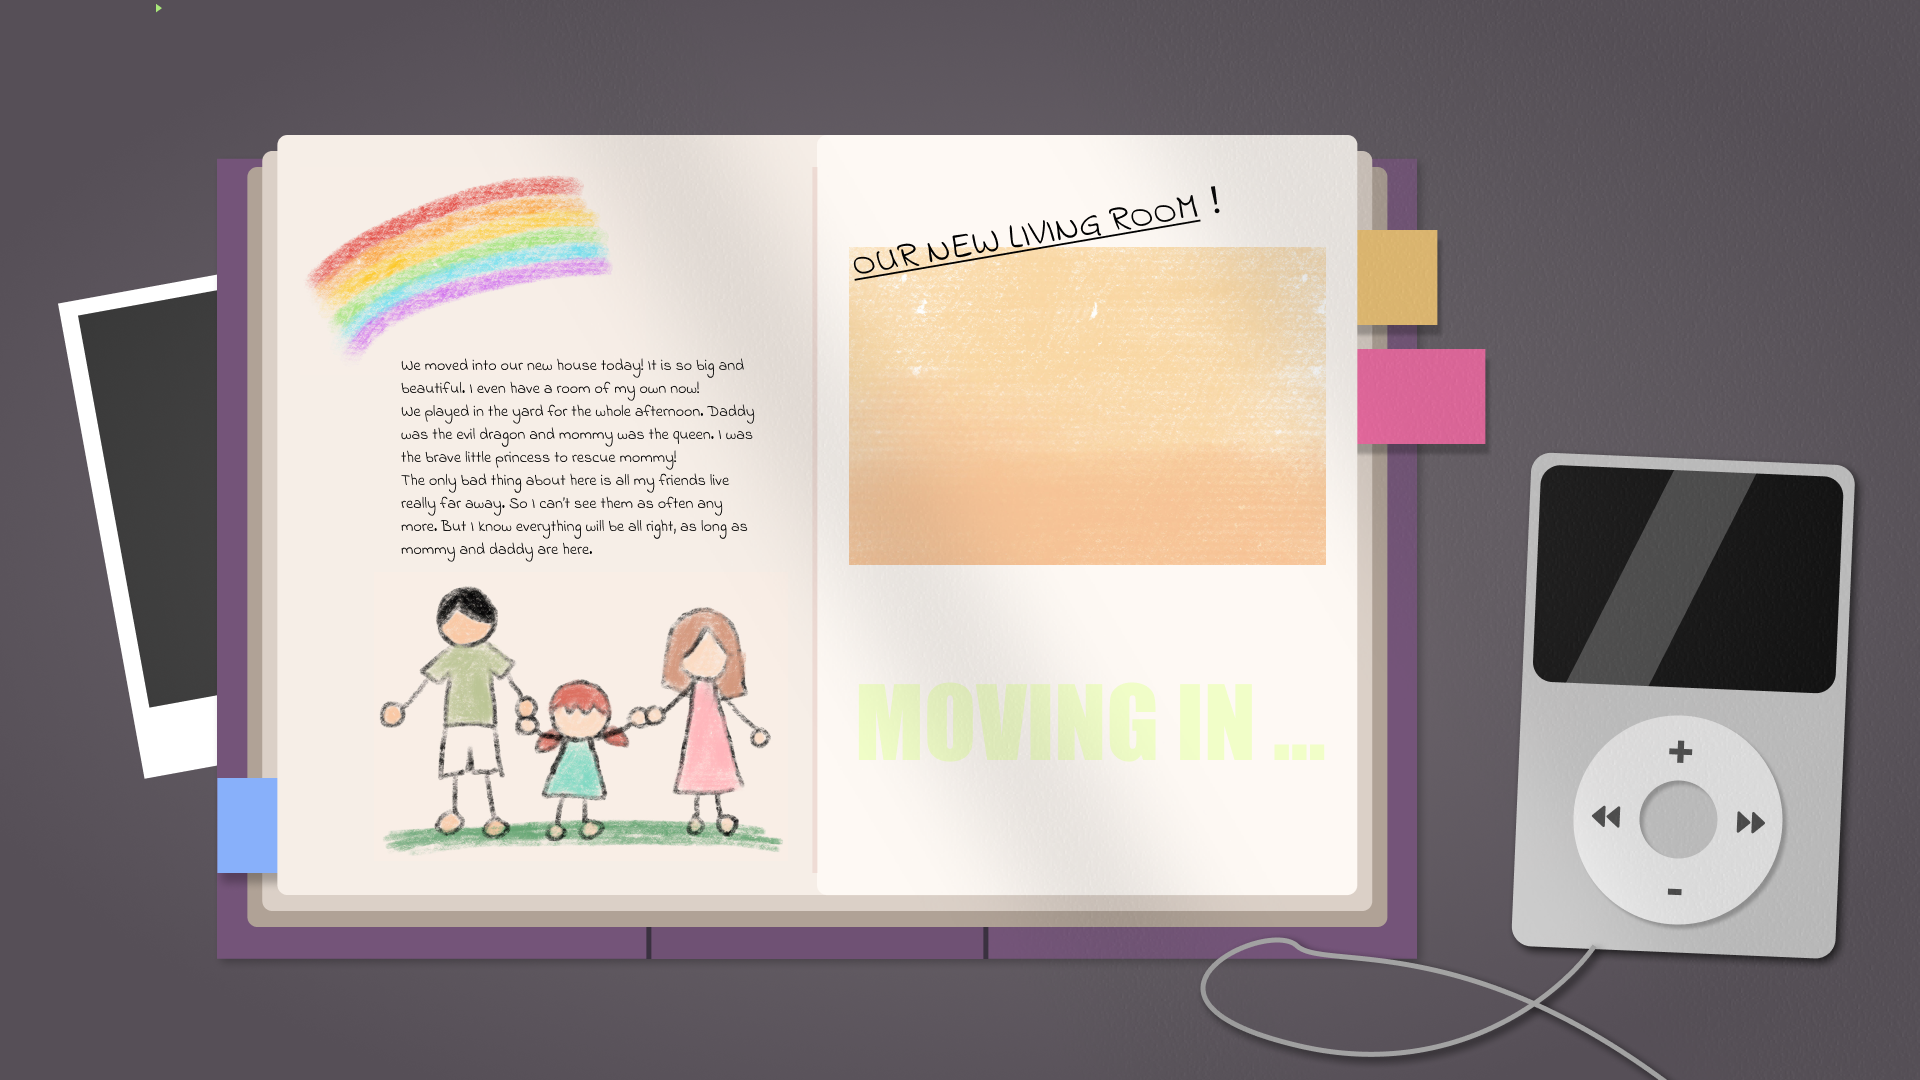 We moved into our new house today! It is so big and
beautiful. I even have a room of my own now!
We played in the yard for the whole afternoon. Daddy
was the evil dragon and mommy was the queen. I was
the brave little princess to rescue mommy!
The only bad thing about here is all my friends live
really far away. So I can't see them as often any
more. But I know everything will be all right, as long as
mommy and daddy are here.
OUR NEW LIVING ROOM !
MOVING IN ...